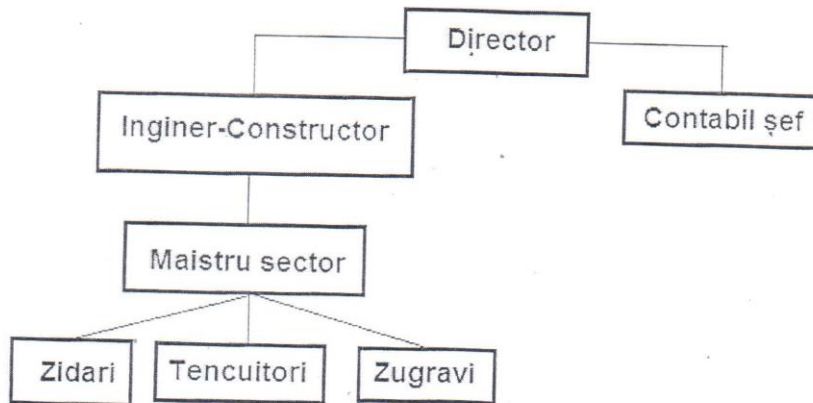 Director
Inginer-Constructor
Contabil șef
Maistru sector
Zidari
Tencuitori
Zugravi